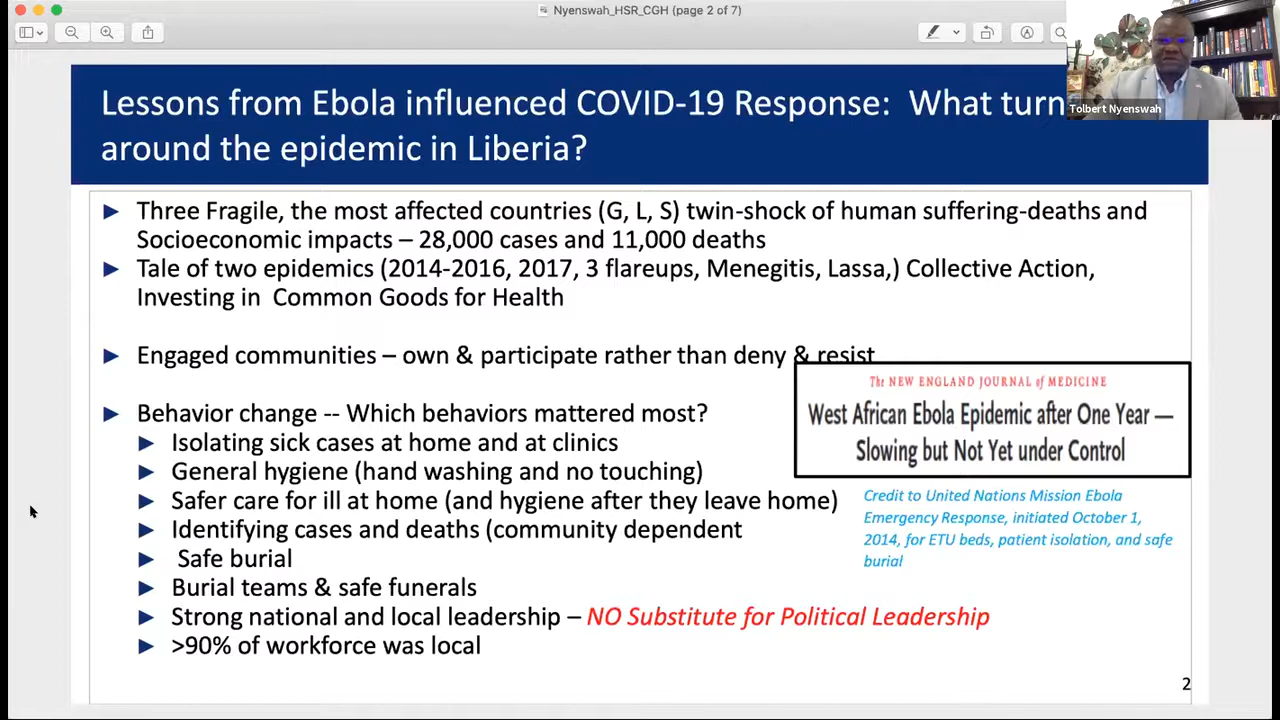 Nyenswah_HSR_CGH (page 2 of 7)
Tolbert Nyenswah
Lessons from Ebola influenced COVID-19 Response: What turn
around the epidemic in Liberia?
Three Fragile, the most affected countries (G, L, S) twin-shock of human suffering-deaths and
Socioeconomic impacts – 28,000 cases and 11,000 deaths
Tale of two epidemics (2014-2016, 2017, 3 flareups, Menegitis, Lassa,) Collective Action,
Investing in Common Goods for Health
Engaged communities – own & participate rather than deny & resist
Behavior change -- Which behaviors mattered most?
Isolating sick cases at home and at clinics
General hygiene (hand washing and no touching)
Safer care for ill at home (and hygiene after they leave home)
Identifying cases and deaths (community dependent
Safe burial
Burial teams & safe funerals
Strong national and local leadership – NO Substitute for Political Leadership
>90% of workforce was local
The NEW ENGLAND JOURNAL of MEDICINE
West African Ebola Epidemic after One Year —
Slowing but Not Yet under Control
Credit to United Nations Mission Ebola
Emergency Response, initiated October 1,
2014, for ETU beds, patient isolation, and safe
burial
2